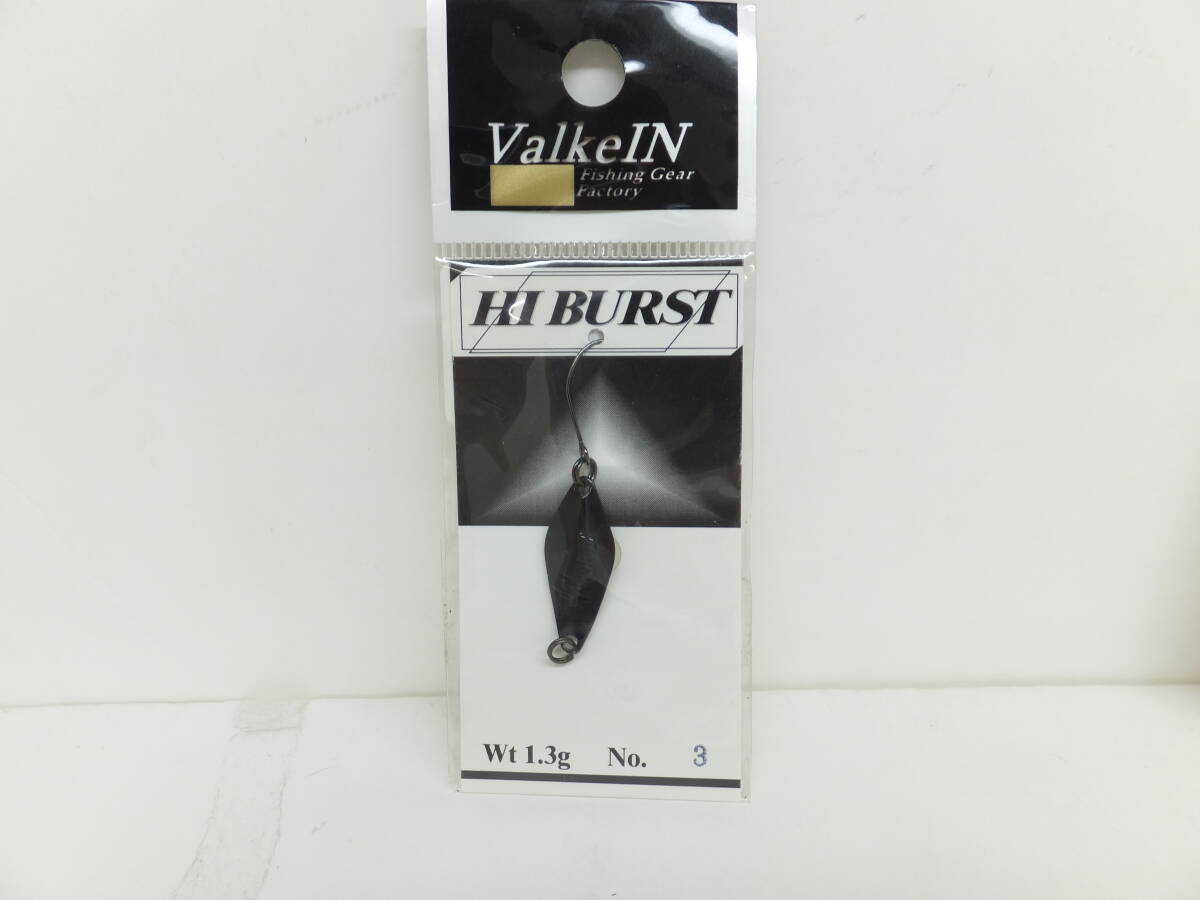 ValkeIN
Fishing Gear
Factory
HI BURST
Wt 1.3g No. 3